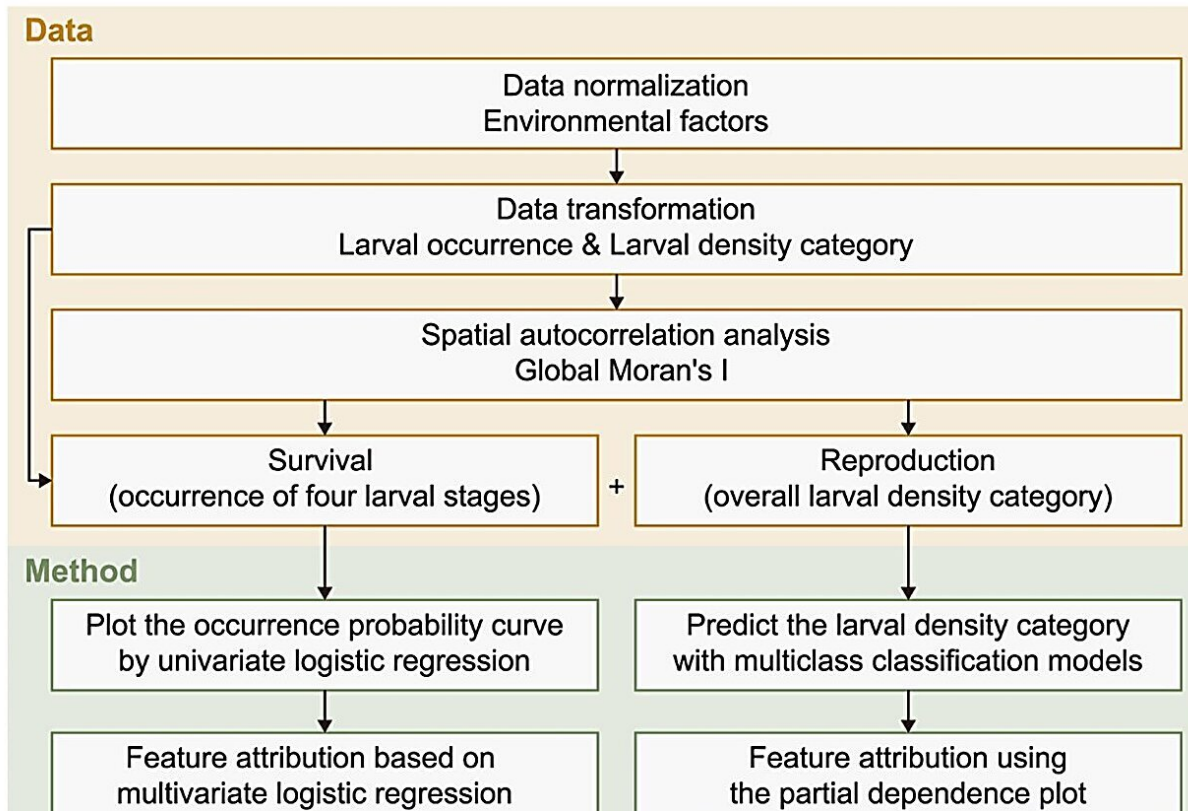 Data
Data normalization
Environmental factors
Data transformation
Larval occurrence & Larval density category
Spatial autocorrelation analysis
Global Moran's I
Survival
(occurrence of four larval stages)
+
Reproduction
(overall larval density category)
Method
Plot the occurrence probability curve
by univariate logistic regression
Predict the larval density category
with multiclass classification models
Feature attribution based on
multivariate logistic regression
Feature attribution using
the partial dependence plot